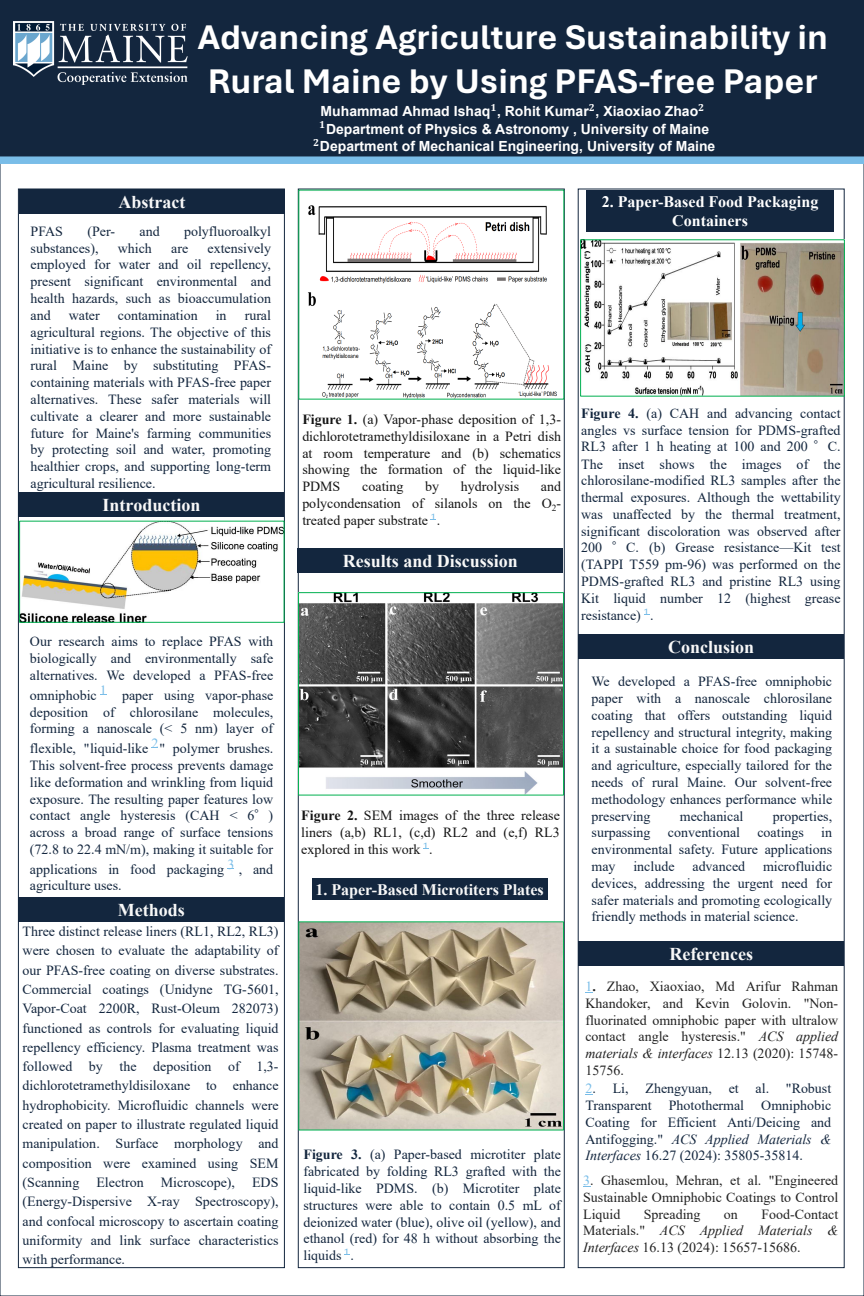 1865
THE UNIVERSITY OF
MAINE
Cooperative Extension
Advancing Agriculture Sustainability in
Rural Maine by Using PFAS-free Paper
Muhammad Ahmad Ishaq¹, Rohit Kumar², Xiaoxiao Zhao²
¹Department of Physics & Astronomy , University of Maine
²Department of Mechanical Engineering, University of Maine
Abstract
PFAS (Per- and polyfluoroalkyl
substances), which are extensively
employed for water and oil repellency,
present significant environmental and
health hazards, such as bioaccumulation
and water contamination in rural
agricultural regions. The objective of this
initiative is to enhance the sustainability of
rural Maine by substituting PFAS-
containing materials with PFAS-free paper
alternatives. These safer materials will
cultivate a clearer and more sustainable
future for Maine's farming communities
by protecting soil and water, promoting
healthier crops, and supporting long-term
agricultural resilience.
Introduction
Liquid-like PDMS
Silicone coating
Precoating
Base paper
Water/Oil/Alcohol
Silicone release liner
Our research aims to replace PFAS with
biologically and environmentally safe
alternatives. We developed a PFAS-free
omniphobic 1 paper using vapor-phase
deposition of chlorosilane molecules,
forming a nanoscale (< 5 nm) layer of
flexible, "liquid-like 2" polymer brushes.
This solvent-free process prevents damage
like deformation and wrinkling from liquid
exposure. The resulting paper features low
contact angle hysteresis (CAH < 6°)
across a broad range of surface tensions
(72.8 to 22.4 mN/m), making it suitable for
applications in food packaging 3 , and
agriculture uses.
Methods
Three distinct release liners (RL1, RL2, RL3)
were chosen to evaluate the adaptability of
our PFAS-free coating on diverse substrates.
Commercial coatings (Unidyne TG-5601,
Vapor-Coat 2200R, Rust-Oleum 282073)
functioned as controls for evaluating liquid
repellency efficiency. Plasma treatment was
followed by the deposition of 1,3-
dichlorotetramethyldisiloxane to enhance
hydrophobicity. Microfluidic channels were
created on paper to illustrate regulated liquid
manipulation. Surface morphology and
composition were examined using SEM
(Scanning Electron Microscope), EDS
(Energy-Dispersive X-ray Spectroscopy),
and confocal microscopy to ascertain coating
uniformity and link surface characteristics
with performance.
a
Petri dish
1,3-dichlorotetramethyldisiloxane 'Liquid-like' PDMS chains Paper substrate
b
1,3-dichlorotetra-
methyldisiloxane
2H₂O
2HCl
H₂O
H₂O
HCl
H₂O
OH
OH
O₂ treated paper
Hydrolysis
Polycondensation
'Liquid-like' PDMS
Figure 1. (a) Vapor-phase deposition of 1,3-
dichlorotetramethyldisiloxane in a Petri dish
at room temperature and (b) schematics
showing the formation of the liquid-like
PDMS coating by hydrolysis and
polycondensation of silanols on the O₂-
treated paper substrate 1.
Results and Discussion
RL1 RL2 RL3
a c e
500 μm 500 μm 500 μm
b d f
50 μm 50 μm 50 μm
Smoother
Figure 2. SEM images of the three release
liners (a,b) RL1, (c,d) RL2 and (e,f) RL3
explored in this work 1.
1. Paper-Based Microtiters Plates
a
b
1 cm
Figure 3. (a) Paper-based microtiter plate
fabricated by folding RL3 grafted with the
liquid-like PDMS. (b) Microtiter plate
structures were able to contain 0.5 mL of
deionized water (blue), olive oil (yellow), and
ethanol (red) for 48 h without absorbing the
liquids 1.
2. Paper-Based Food Packaging
Containers
a
Advancing angle (°)
CAH (°)
120
100
80
60
40
20
0
1 hour heating at 100 °C
1 hour heating at 200 °C
Ethanol
Hexadecane
Olive oil
Castor oil
Ethylene glycol
Water
Untreated 100 °C 200 °C
20 30 40 50 60 70 80
Surface tension (mN m⁻¹)
b
PDMS
grafted
Pristine
Wiping
1 cm
Figure 4. (a) CAH and advancing contact
angles vs surface tension for PDMS-grafted
RL3 after 1 h heating at 100 and 200 ° C.
The inset shows the images of the
chlorosilane-modified RL3 samples after the
thermal exposures. Although the wettability
was unaffected by the thermal treatment,
significant discoloration was observed after
200 ° C. (b) Grease resistance—Kit test
(TAPPI T559 pm-96) was performed on the
PDMS-grafted RL3 and pristine RL3 using
Kit liquid number 12 (highest grease
resistance) 1.
Conclusion
We developed a PFAS-free omniphobic
paper with a nanoscale chlorosilane
coating that offers outstanding liquid
repellency and structural integrity, making
it a sustainable choice for food packaging
and agriculture, especially tailored for the
needs of rural Maine. Our solvent-free
methodology enhances performance while
preserving mechanical properties,
surpassing conventional coatings in
environmental safety. Future applications
may include advanced microfluidic
devices, addressing the urgent need for
safer materials and promoting ecologically
friendly methods in material science.
References
1. Zhao, Xiaoxiao, Md Arifur Rahman
Khandoker, and Kevin Golovin. "Non-
fluorinated omniphobic paper with ultralow
contact angle hysteresis." ACS applied
materials & interfaces 12.13 (2020): 15748-
15756.
2. Li, Zhengyuan, et al. "Robust
Transparent Photothermal Omniphobic
Coating for Efficient Anti/Deicing and
Antifogging." ACS Applied Materials &
Interfaces 16.27 (2024): 35805-35814.
3. Ghasemlou, Mehran, et al. "Engineered
Sustainable Omniphobic Coatings to Control
Liquid Spreading on Food-Contact
Materials." ACS Applied Materials &
Interfaces 16.13 (2024): 15657-15686.